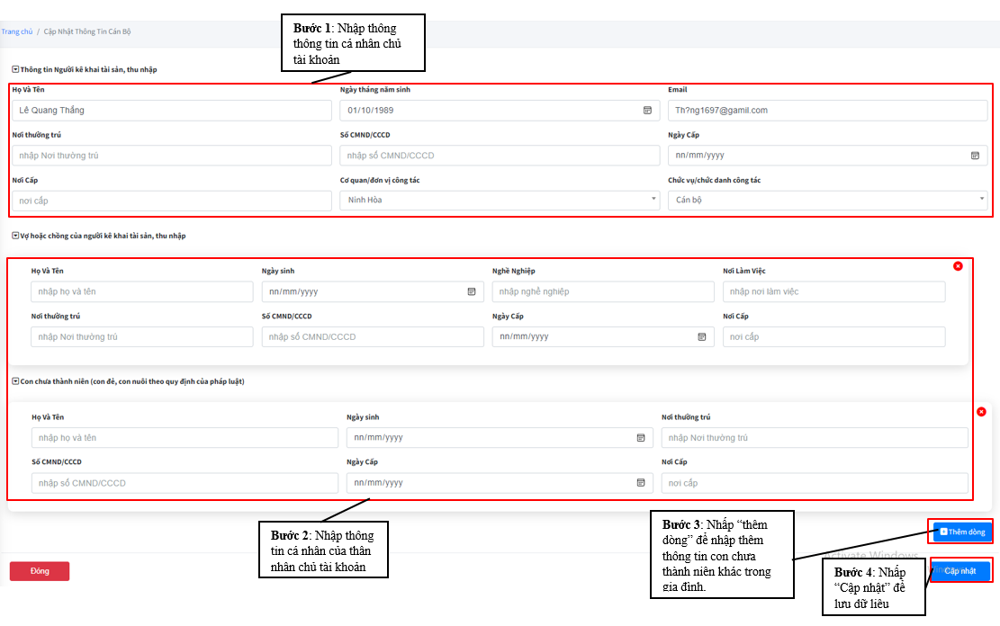 Bước 1: Nhập thông
thông tin cá nhân chủ
tài khoản
Trang chủ / Cập Nhật Thông Tin Cán Bộ
Thông tin Người kê khai tài sản, thu nhập
Họ Và Tên Ngày tháng năm sinh Email
Lê Quang Thắng 01/10/1989 Th?ng1697@gamil.com
Nơi thường trú Số CMND/CCCD Ngày Cấp
nhập Nơi thường trú nhập số CMND/CCCD nn/mm/yyyy
Nơi Cấp Cơ quan/đơn vị công tác Chức vụ/chức danh công tác
nơi cấp Ninh Hòa Cán bộ
Vợ hoặc chồng của người kê khai tài sản, thu nhập
Họ Và Tên Ngày sinh Nghề Nghiệp Nơi Làm Việc
nhập họ và tên nn/mm/yyyy nhập nghề nghiệp nhập nơi làm việc
Nơi thường trú Số CMND/CCCD Ngày Cấp Nơi Cấp
nhập Nơi thường trú nhập số CMND/CCCD nn/mm/yyyy nơi cấp
Con chưa thành niên (con đẻ, con nuôi theo quy định của pháp luật)
Họ Và Tên Ngày sinh Nơi thường trú
nhập họ và tên nn/mm/yyyy nhập Nơi thường trú
Số CMND/CCCD Ngày Cấp Nơi Cấp
nhập số CMND/CCCD nn/mm/yyyy nơi cấp
Bước 2: Nhập thông
tin cá nhân của thân
nhân chủ tài khoản
Bước 3: Nhấp “thêm
dòng” để nhập thêm
thông tin con chưa
thành niên khác trong
gia đình.
Thêm dòng
Activate Windows
Đóng
Bước 4: Nhấp
“Cập nhật” để
lưu dữ liêu
Cập nhật